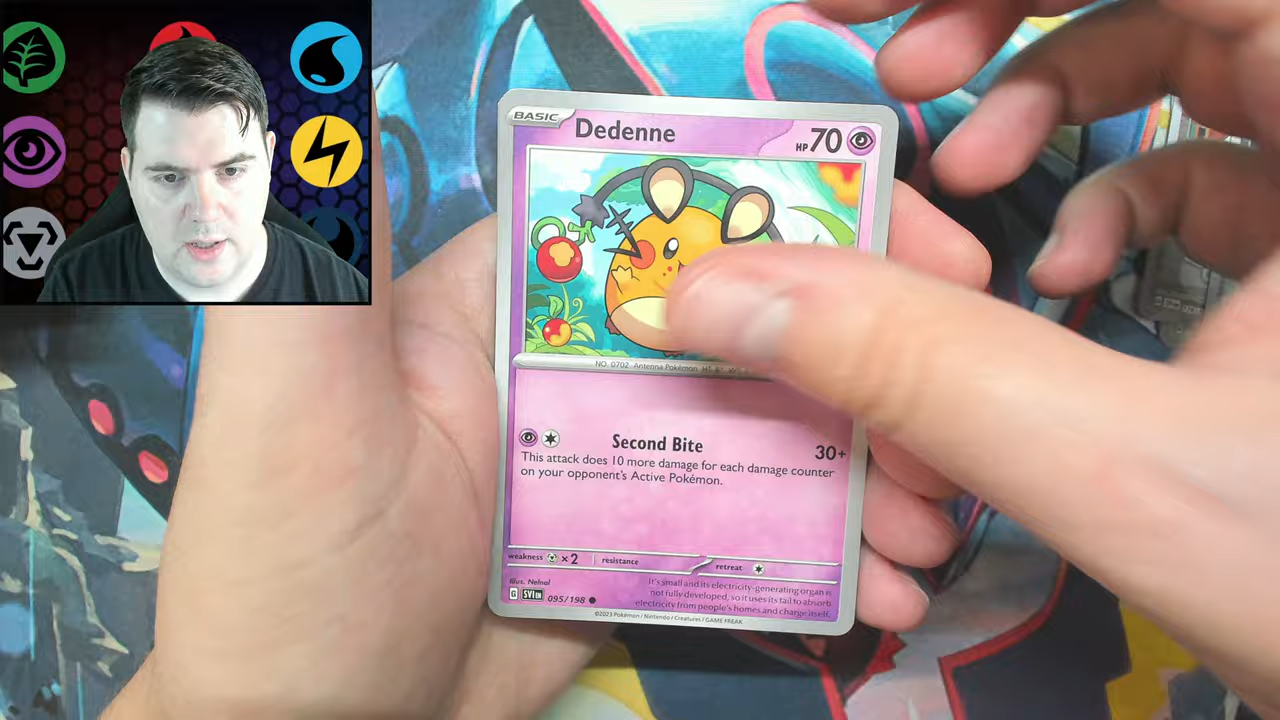 BASIC
Dedenne
HP 70
NO. 0702 Antenna Pokémon
Second Bite 30+
This attack does 10 more damage for each damage counter
on your opponent's Active Pokémon.
weakness ×2 resistance retreat
Illus. Nelnal
It's small and its electricity-generating organ is
not fully developed, so it uses its tail to absorb
electricity from people's homes and charge itself.
G SVI EN 095/198
©2023 Pokémon / Nintendo / Creatures / GAME FREAK